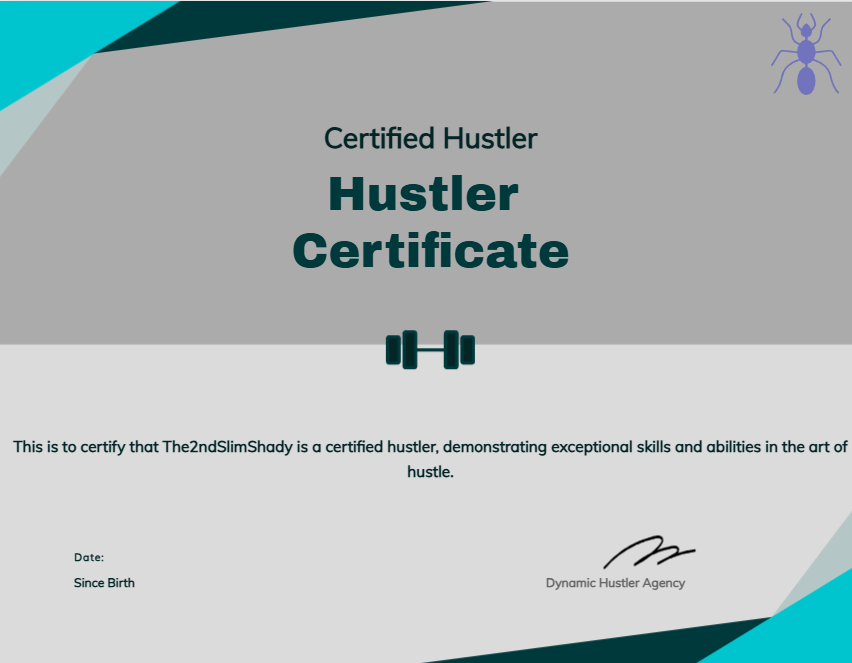 Certified Hustler
Hustler
Certificate
This is to certify that The2ndSlimShady is a certified hustler, demonstrating exceptional skills and abilities in the art of
hustle.
Date:
Since Birth
Dynamic Hustler Agency